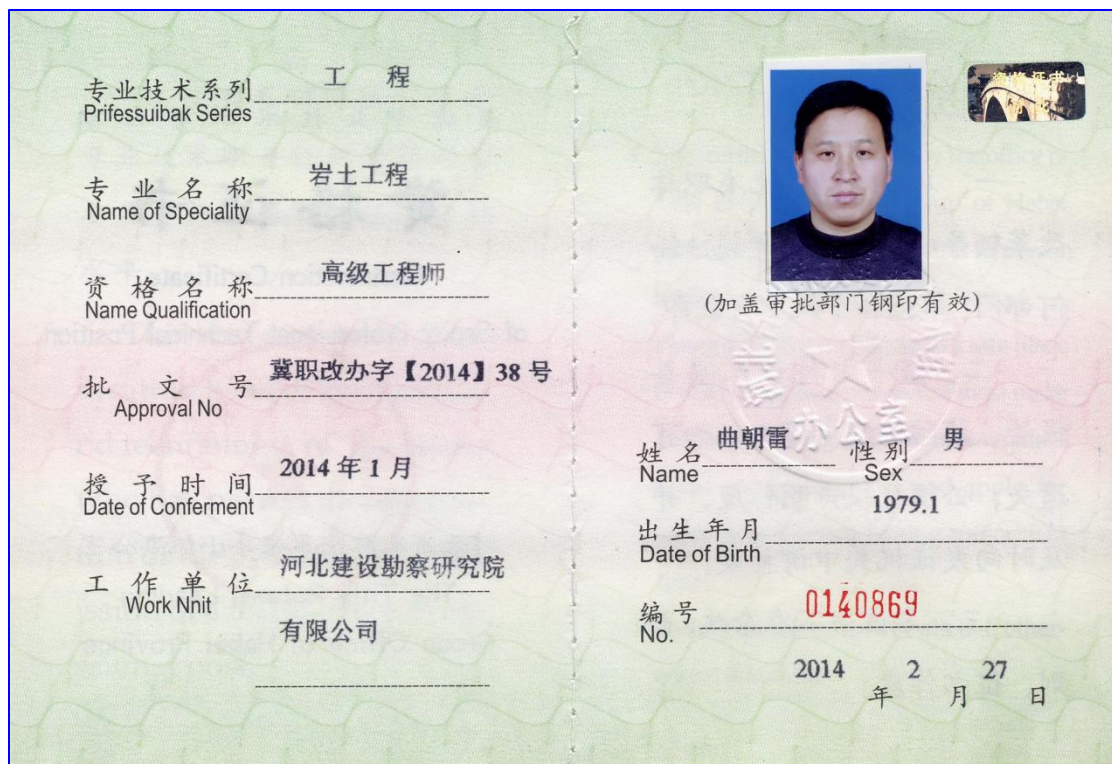 专业技术系列 工 程
Prifessuibak Series
专业名称 岩土工程
Name of Speciality
资格名称 高级工程师
Name Qualification
批文号 冀职改办字【2014】38 号
Approval No
授予时间 2014 年 1 月
Date of Conferment
工作单位 河北建设勘察研究院
Work Nnit
有限公司
(加盖审批部门钢印有效)
办公室
姓名 曲朝雷 性别 男
Name Sex
1979.1
出生年月
Date of Birth
编号 0140869
No.
2014 年 2 月 27 日